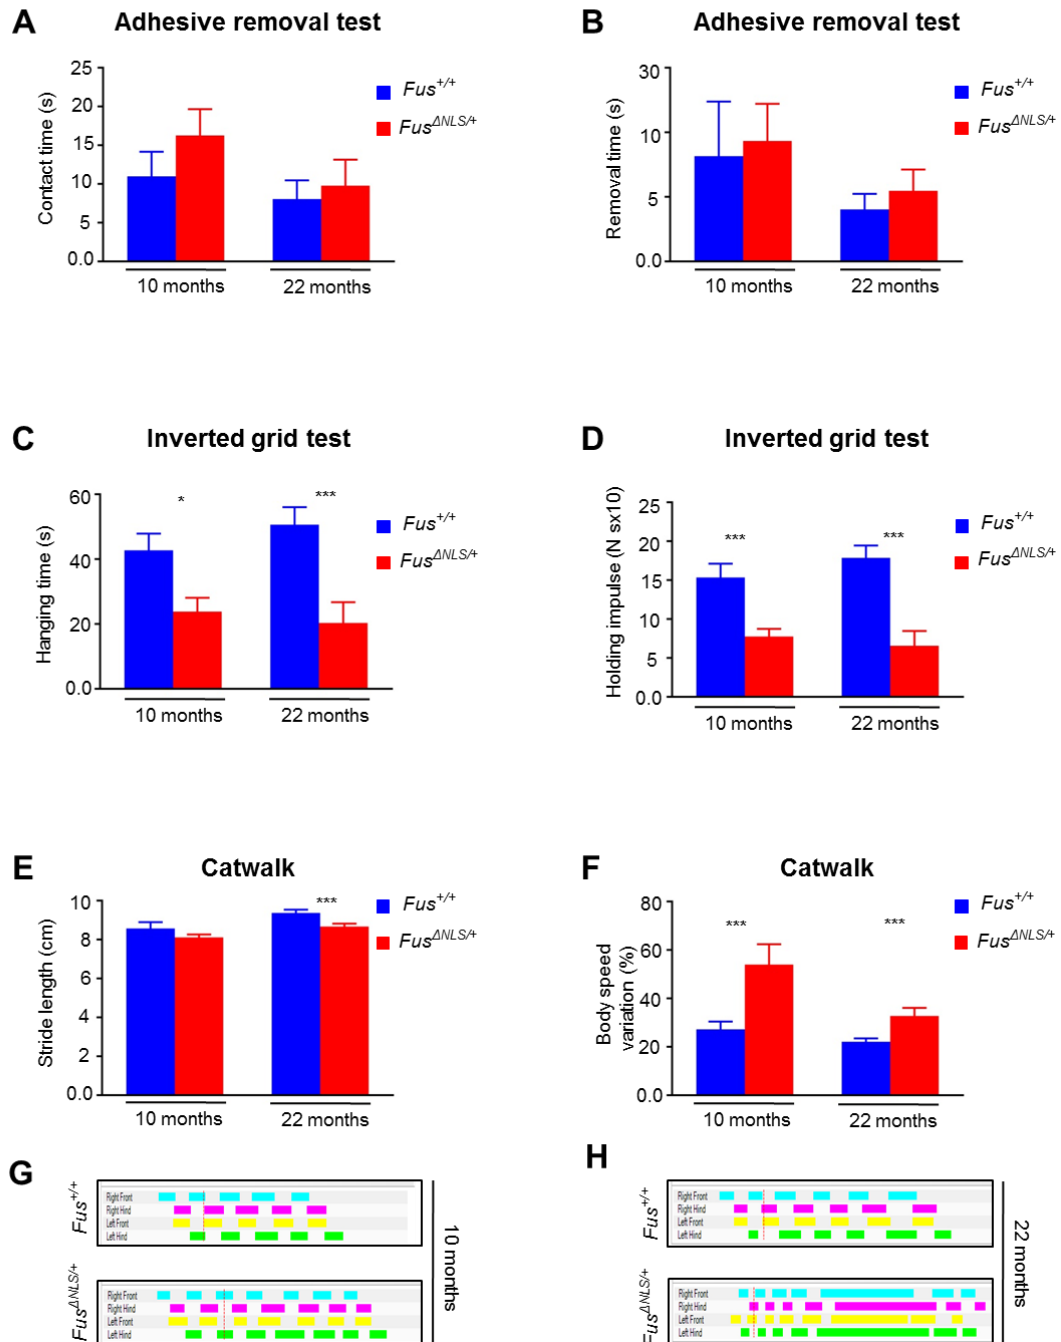 A Adhesive removal test
Contact time (s)
25
20
15
10
5
0.0
10 months 22 months
Fus+/+
FusΔNLS/+
B Adhesive removal test
Removal time (s)
30
10
5
0.0
10 months 22 months
Fus+/+
FusΔNLS/+
C Inverted grid test
Hanging time (s)
60
40
20
0.0
* ***
10 months 22 months
Fus+/+
FusΔNLS/+
D Inverted grid test
Holding impulse (N sx10)
25
20
15
10
5
0.0
*** ***
10 months 22 months
Fus+/+
FusΔNLS/+
E Catwalk
Stride length (cm)
10
8
6
4
2
0.0
***
10 months 22 months
Fus+/+
FusΔNLS/+
F Catwalk
Body speed
variation (%)
80
60
40
20
0.0
*** ***
10 months 22 months
Fus+/+
FusΔNLS/+
G
Fus+/+
Right Front
Right Hind
Left Front
Left Hind
FusΔNLS/+
Right Front
Right Hind
Left Front
Left Hind
10 months
H
Fus+/+
Right Front
Right Hind
Left Front
Left Hind
FusΔNLS/+
Right Front
Right Hind
Left Front
Left Hind
22 months